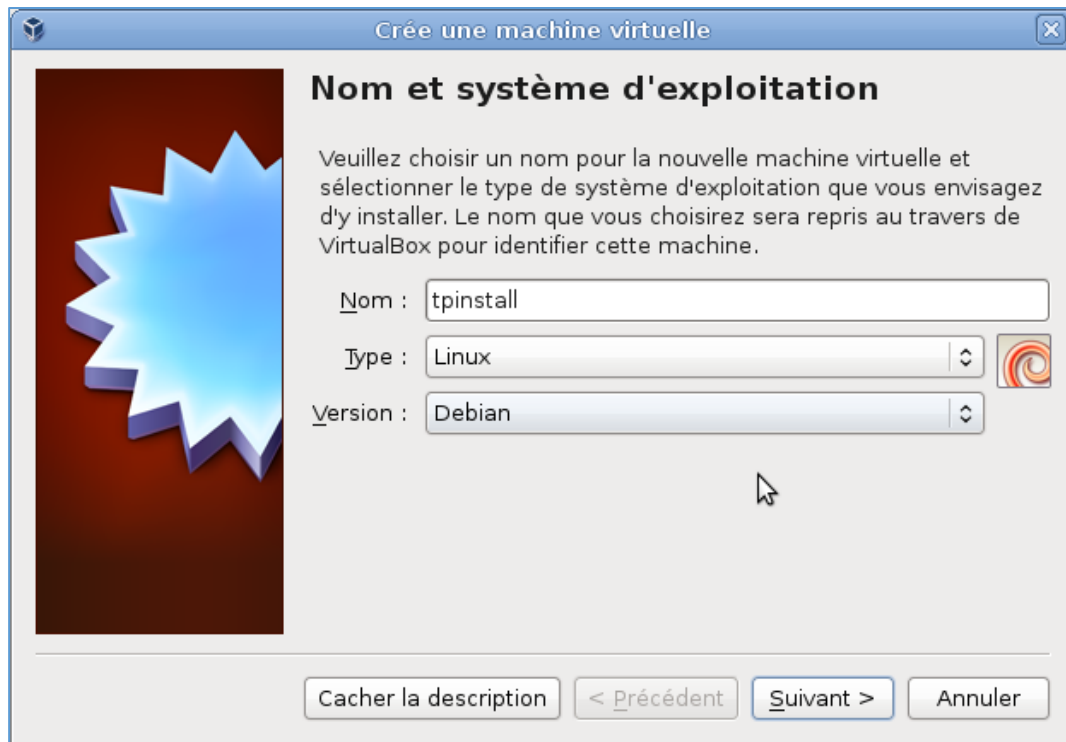 Crée une machine virtuelle
Nom et système d'exploitation
Veuillez choisir un nom pour la nouvelle machine virtuelle et
sélectionner le type de système d'exploitation que vous envisagez
d'y installer. Le nom que vous choisirez sera repris au travers de
VirtualBox pour identifier cette machine.
Nom : tpinstall
Type : Linux
Version : Debian
Cacher la description < Précédent Suivant > Annuler